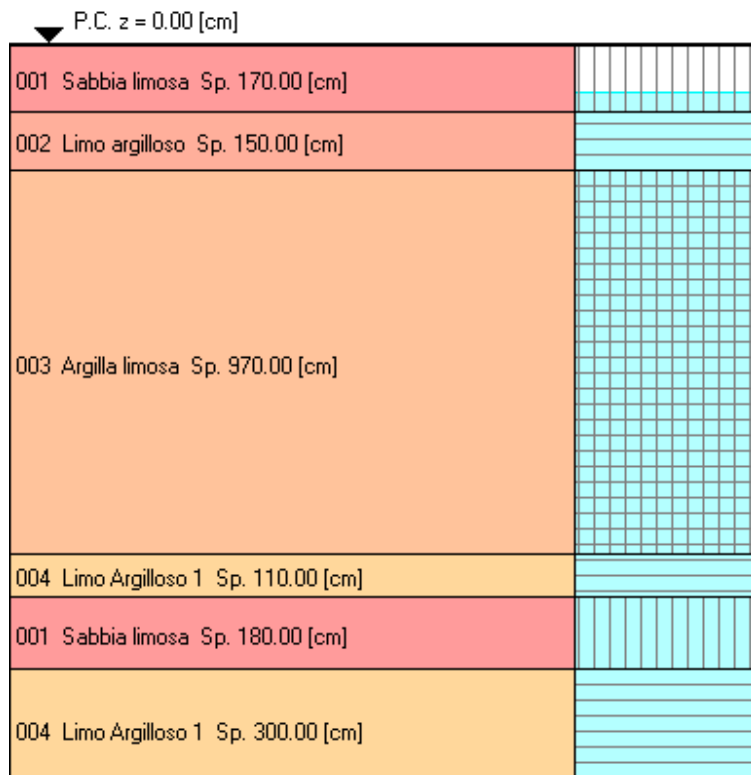 P.C. z = 0.00 [cm]
001 Sabbia limosa Sp. 170.00 [cm]
002 Limo argilloso Sp. 150.00 [cm]
003 Argilla limosa Sp. 970.00 [cm]
004 Limo Argilloso 1 Sp. 110.00 [cm]
001 Sabbia limosa Sp. 180.00 [cm]
004 Limo Argilloso 1 Sp. 300.00 [cm]